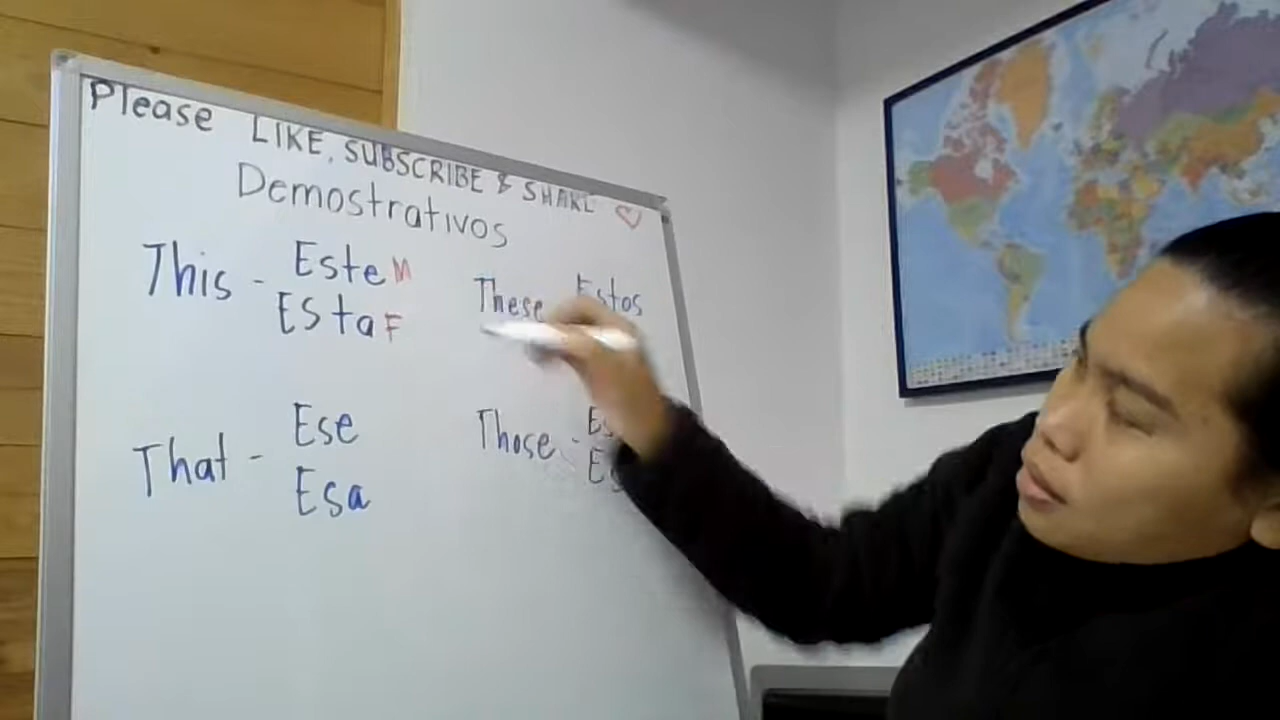 Please LIKE, SUBSCRIBE & SHARE
Demostrativos
This - Este M
Esta F
These Estos
That - Ese
Esa
Those -